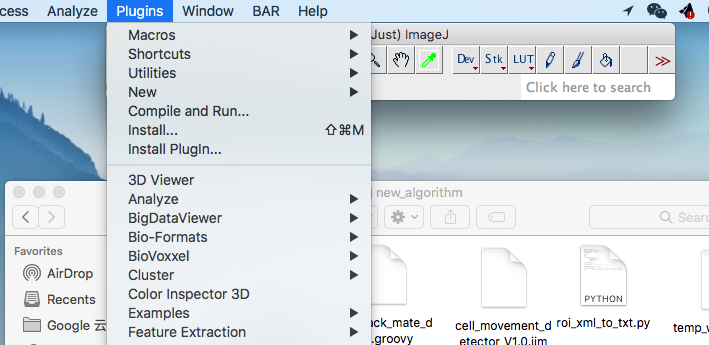 cess Analyze Plugins Window BAR Help
Macros
(Just) ImageJ
Shortcuts
Utilities
Dev Stk LUT >>
New
Click here to search
Compile and Run...
Install... ⇧⌘M
Install PlugIn...
3D Viewer
new_algorithm
Analyze
BigDataViewer
Sear
Bio-Formats
Favorites
BioVoxxel
AirDrop
Cluster
Recents
Color Inspector 3D
PYTHON
Examples
Google 云
Feature Extraction
ack_mate_d
.groovy
cell_movement_d
etector_V1.0.ijm
roi_xml_to_txt.py
temp_w